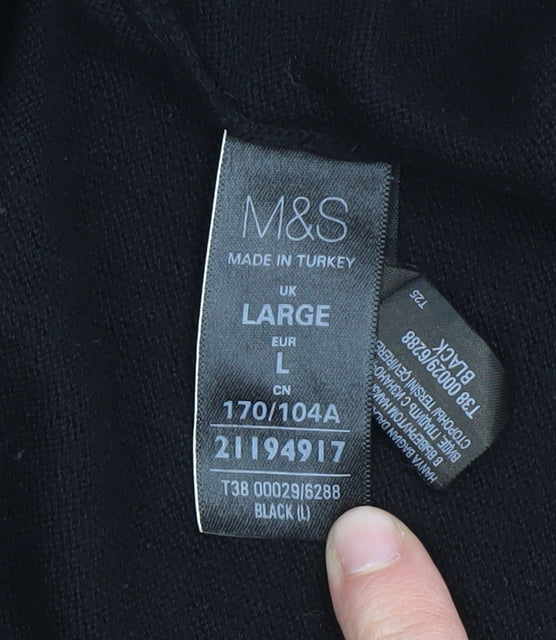 M&S
MADE IN TURKEY
UK
LARGE
EUR
L
CN
170/104A
21194917
T38 00029/6288
BLACK (L)
T25
T38 00029/6288
BLACK